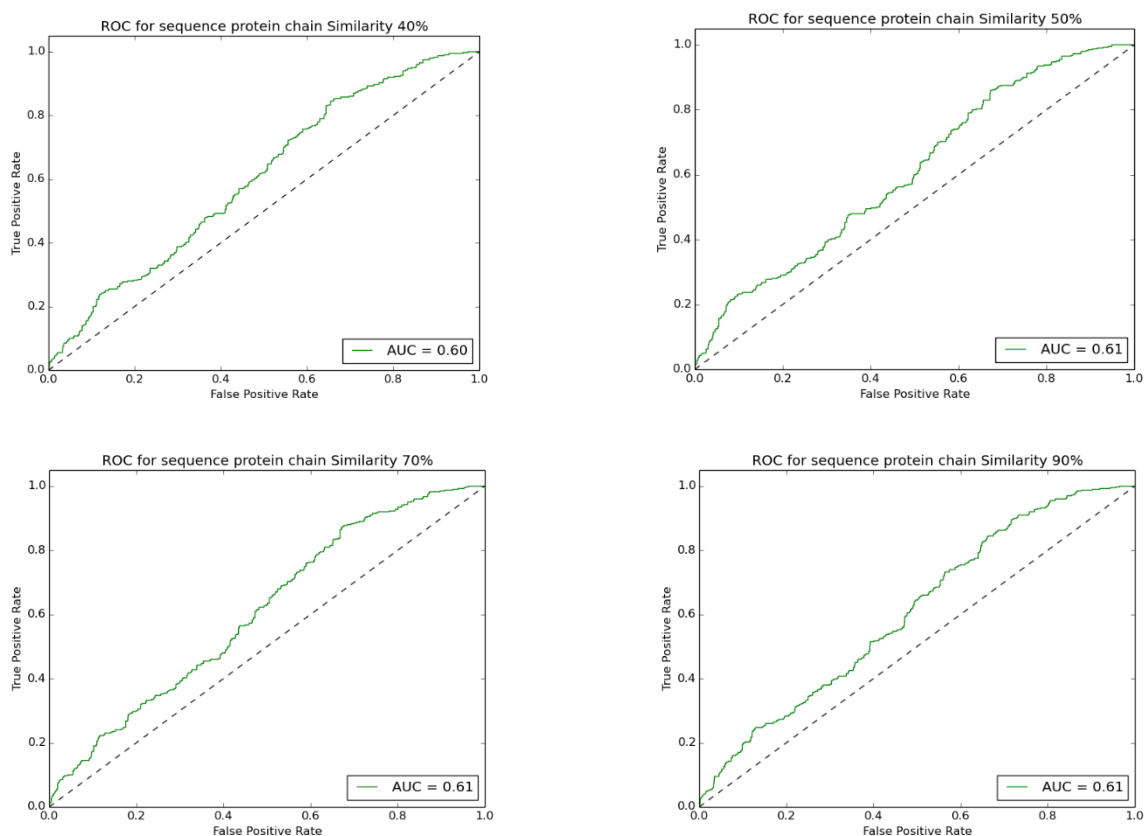 ROC for sequence protein chain Similarity 40%
1.0
0.8
0.6
0.4
0.2
0.0
True Positive Rate
0.0 0.2 0.4 0.6 0.8 1.0
False Positive Rate
AUC = 0.60
ROC for sequence protein chain Similarity 50%
1.0
0.8
0.6
0.4
0.2
0.0
True Positive Rate
0.0 0.2 0.4 0.6 0.8 1.0
False Positive Rate
AUC = 0.61
ROC for sequence protein chain Similarity 70%
1.0
0.8
0.6
0.4
0.2
0.0
True Positive Rate
0.0 0.2 0.4 0.6 0.8 1.0
False Positive Rate
AUC = 0.61
ROC for sequence protein chain Similarity 90%
1.0
0.8
0.6
0.4
0.2
0.0
True Positive Rate
0.0 0.2 0.4 0.6 0.8 1.0
False Positive Rate
AUC = 0.61